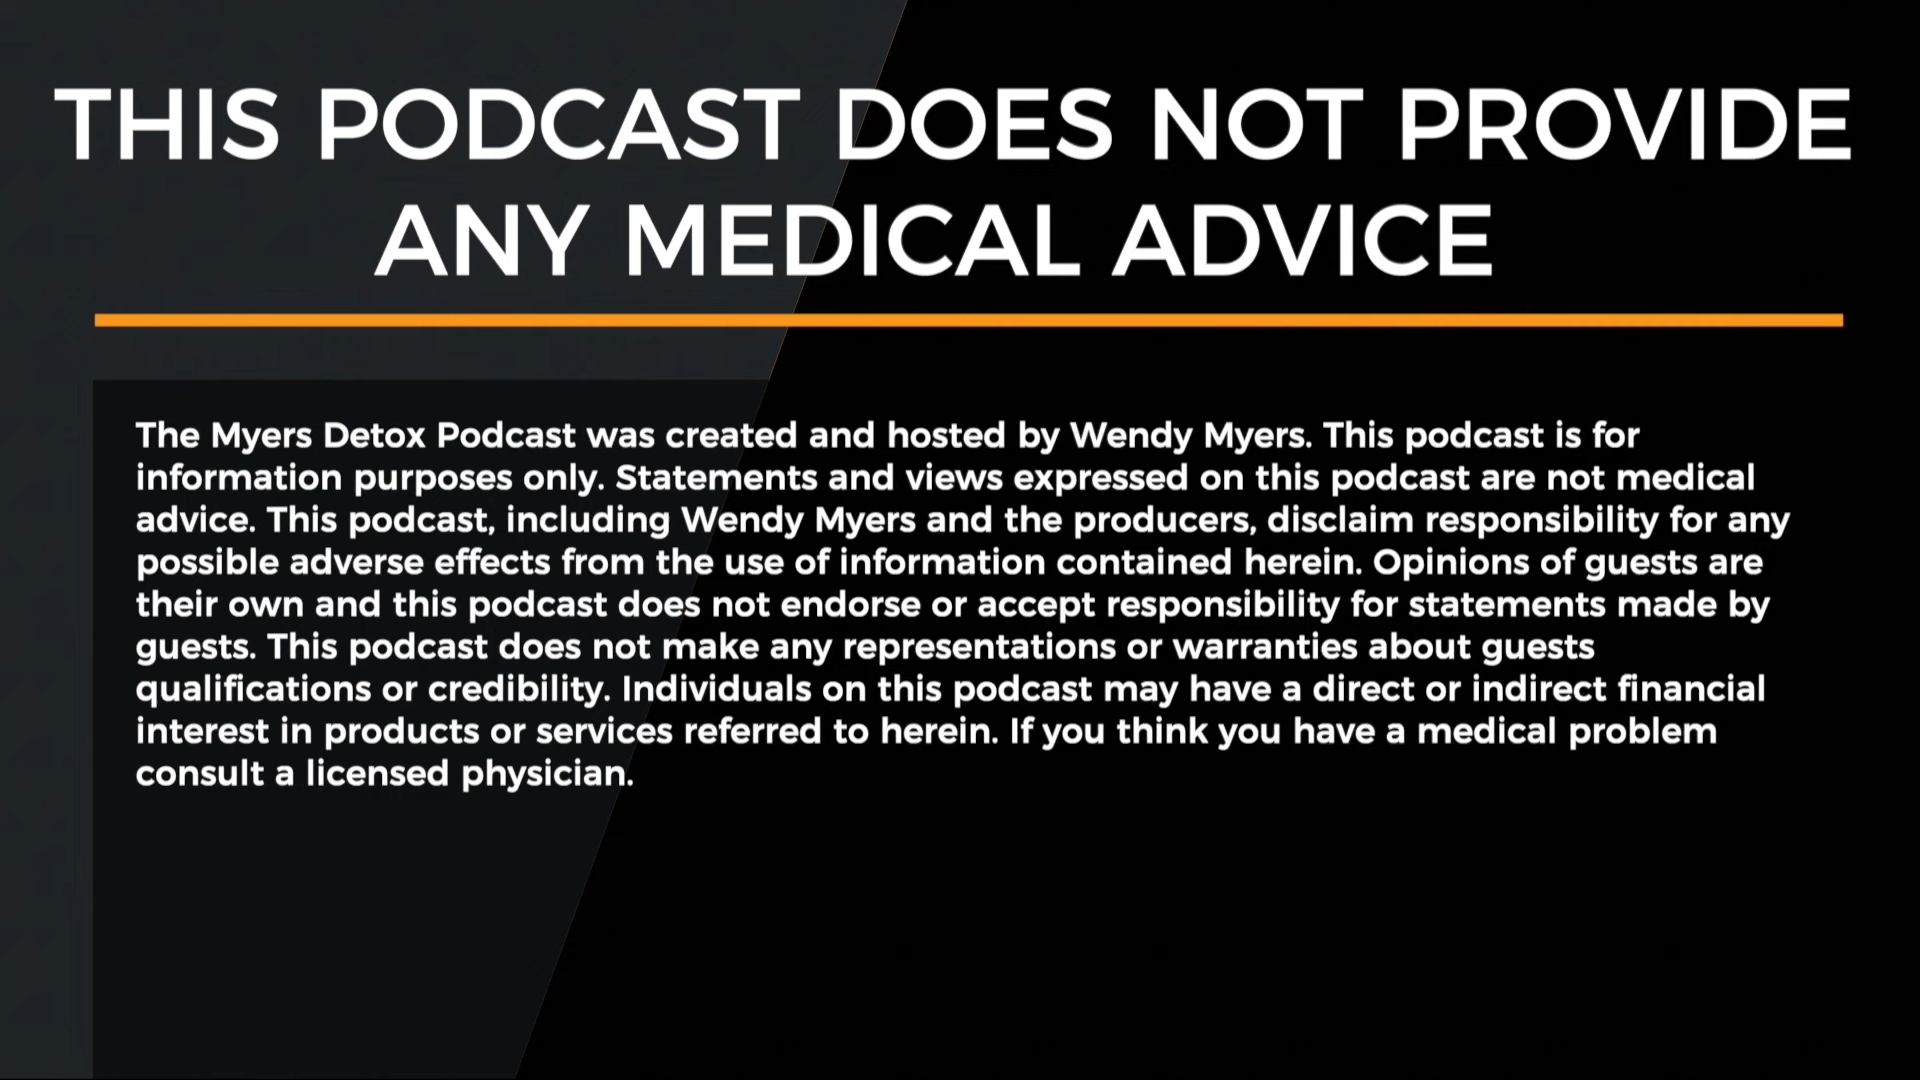 THIS PODCAST DOES NOT PROVIDE
ANY MEDICAL ADVICE
The Myers Detox Podcast was created and hosted by Wendy Myers. This podcast is for
information purposes only. Statements and views expressed on this podcast are not medical
advice. This podcast, including Wendy Myers and the producers, disclaim responsibility for any
possible adverse effects from the use of information contained herein. Opinions of guests are
their own and this podcast does not endorse or accept responsibility for statements made by
guests. This podcast does not make any representations or warranties about guests
qualifications or credibility. Individuals on this podcast may have a direct or indirect financial
interest in products or services referred to herein. If you think you have a medical problem
consult a licensed physician.